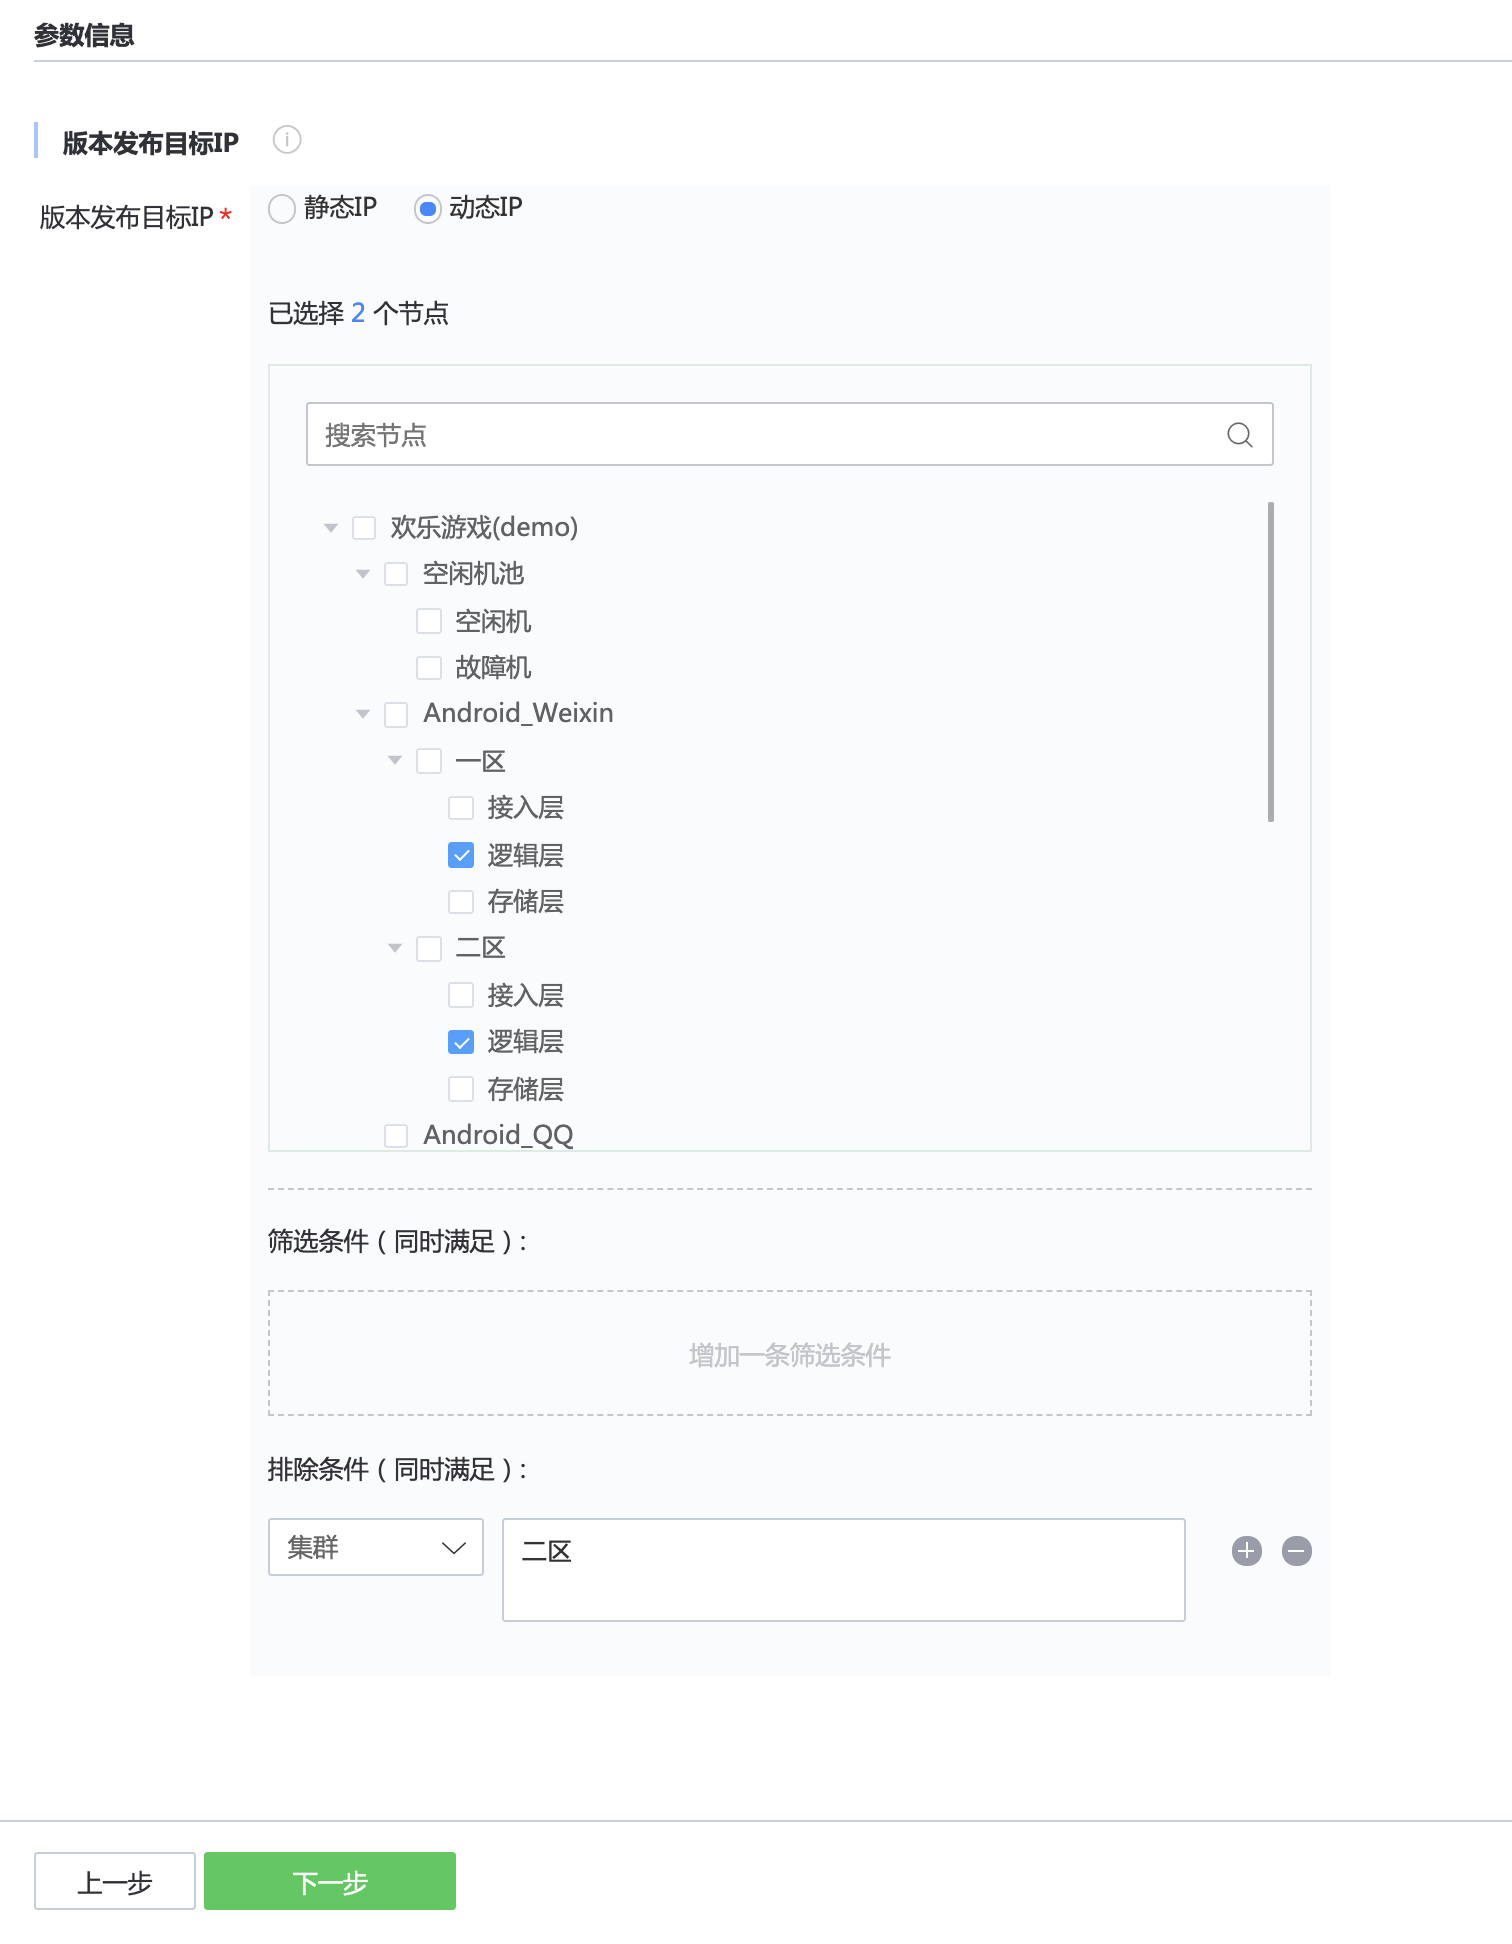 参数信息
版本发布目标IP
版本发布目标IP * 静态IP 动态IP
已选择 2 个节点
搜索节点
欢乐游戏(demo)
空闲机池
空闲机
故障机
Android_Weixin
一区
接入层
逻辑层
存储层
二区
接入层
逻辑层
存储层
Android_QQ
筛选条件（同时满足）:
增加一条筛选条件
排除条件（同时满足）:
集群 二区
上一步 下一步